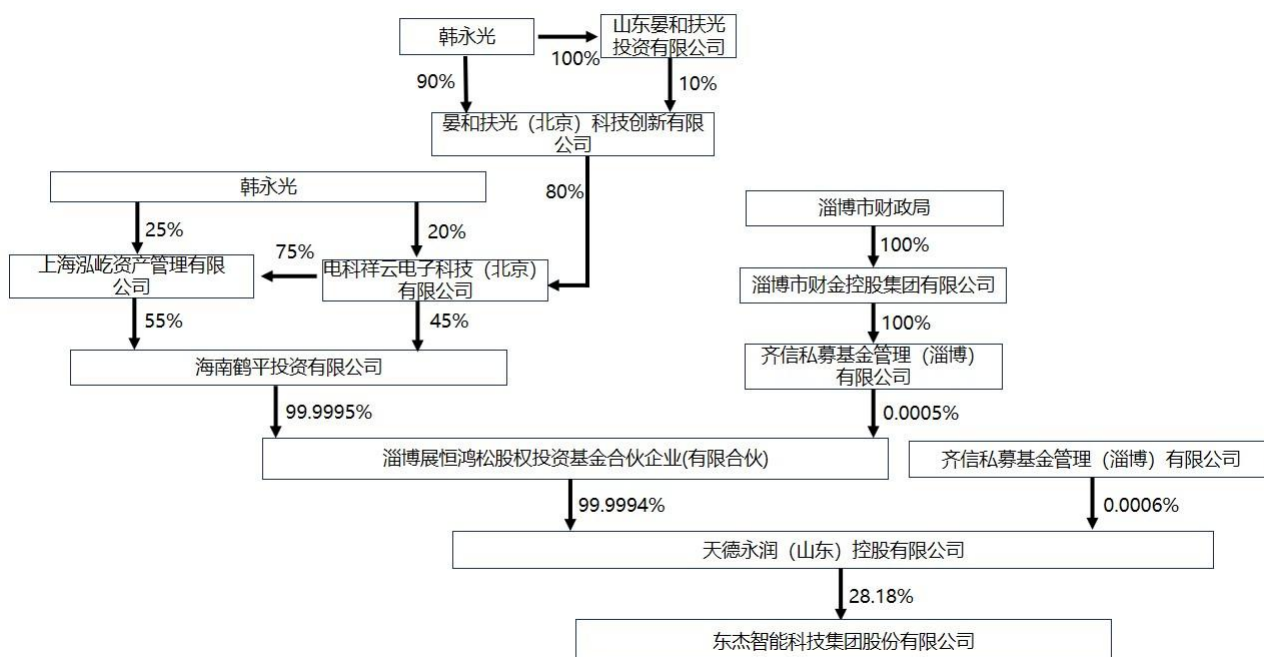 韩永光
山东晏和扶光
投资有限公司
100%
90%
10%
晏和扶光（北京）科技创新有限
公司
80%
韩永光
淄博市财政局
25%
20%
100%
75%
上海泓屹资产管理有限
公司
电科祥云电子科技（北京）
有限公司
淄博市财金控股集团有限公司
55%
45%
100%
海南鹤平投资有限公司
齐信私募基金管理（淄博）
有限公司
99.9995%
0.0005%
淄博展恒鸿松股权投资基金合伙企业(有限合伙)
齐信私募基金管理（淄博）有限公司
99.9994%
0.0006%
天德永润（山东）控股有限公司
28.18%
东杰智能科技集团股份有限公司